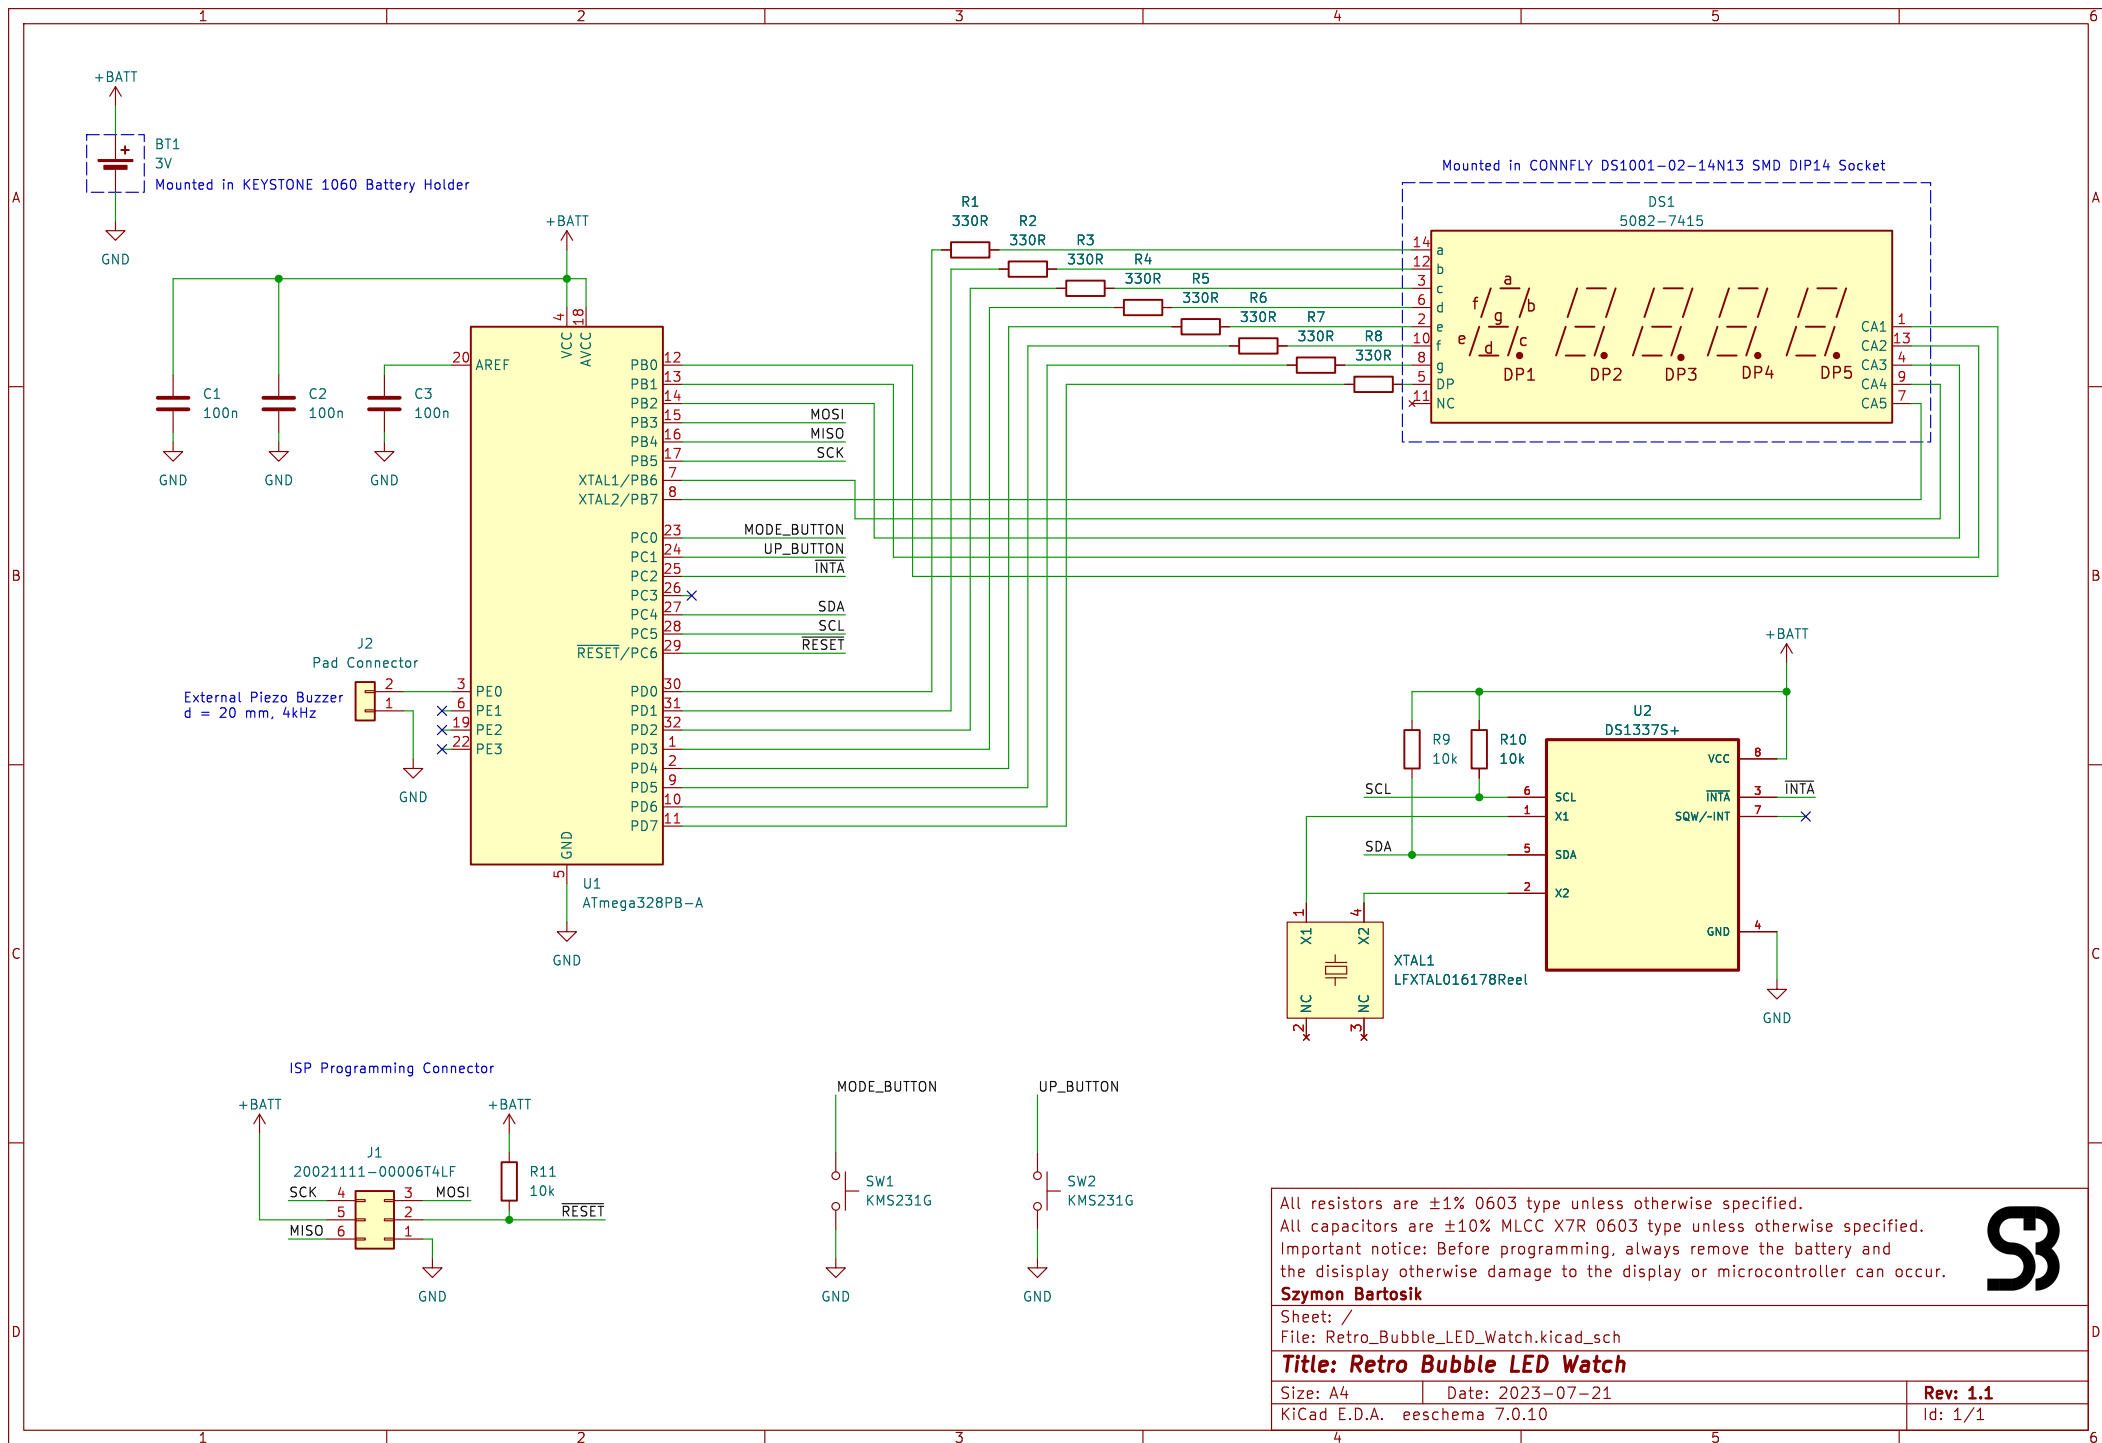 1 2 3 4 5 6
A
B
C
D
+BATT
BT1
3V
Mounted in KEYSTONE 1060 Battery Holder
GND
+BATT
C1
100n
GND
C2
100n
GND
C3
100n
GND
4 VCC
18 AVCC
20 AREF
PB0 12
PB1 13
PB2 14
PB3 15 MOSI
PB4 16 MISO
PB5 17 SCK
XTAL1/PB6 7
XTAL2/PB7 8
PC0 23 MODE_BUTTON
PC1 24 UP_BUTTON
PC2 25 INTA
PC3 26
PC4 27 SDA
PC5 28 SCL
RESET/PC6 29 RESET
PD0 30
PD1 31
PD2 32
PD3 1
PD4 2
PD5 9
PD6 10
PD7 11
3 PE0
6 PE1
19 PE2
22 PE3
GND
5
U1
ATmega328PB-A
GND
J2
Pad Connector
2
1
External Piezo Buzzer
d = 20 mm, 4kHz
GND
R1
330R
R2
330R
R3
330R
R4
330R
R5
330R
R6
330R
R7
330R
R8
330R
Mounted in CONNFLY DS1001-02-14N13 SMD DIP14 Socket
DS1
5082-7415
14 a
12 b
3 c
6 d
2 e
10 f
8 g
5 DP
11 NC
a
f b
g
e c
d
DP1 DP2 DP3 DP4 DP5
CA1 1
CA2 13
CA3 4
CA4 9
CA5 7
+BATT
U2
DS1337S+
R9
10k
R10
10k
SCL 6 SCL
1 X1
SDA 5 SDA
2 X2
VCC 8
INTA 3 INTA
SQW/~INT 7
GND 4
GND
1 X1
4 X2
NC 2
NC 3
XTAL1
LFXTAL016178Reel
ISP Programming Connector
+BATT
+BATT
J1
20021111-00006T4LF
SCK 4 3 MOSI
5 2
MISO 6 1
R11
10k
RESET
GND
MODE_BUTTON
SW1
KMS231G
GND
UP_BUTTON
SW2
KMS231G
GND
All resistors are ±1% 0603 type unless otherwise specified.
All capacitors are ±10% MLCC X7R 0603 type unless otherwise specified.
Important notice: Before programming, always remove the battery and
the disisplay otherwise damage to the display or microcontroller can occur.
Szymon Bartosik
SB
Sheet: /
File: Retro_Bubble_LED_Watch.kicad_sch
Title: Retro Bubble LED Watch
Size: A4 Date: 2023-07-21 Rev: 1.1
KiCad E.D.A. eeschema 7.0.10 Id: 1/1
A
B
C
D
1 2 3 4 5 6